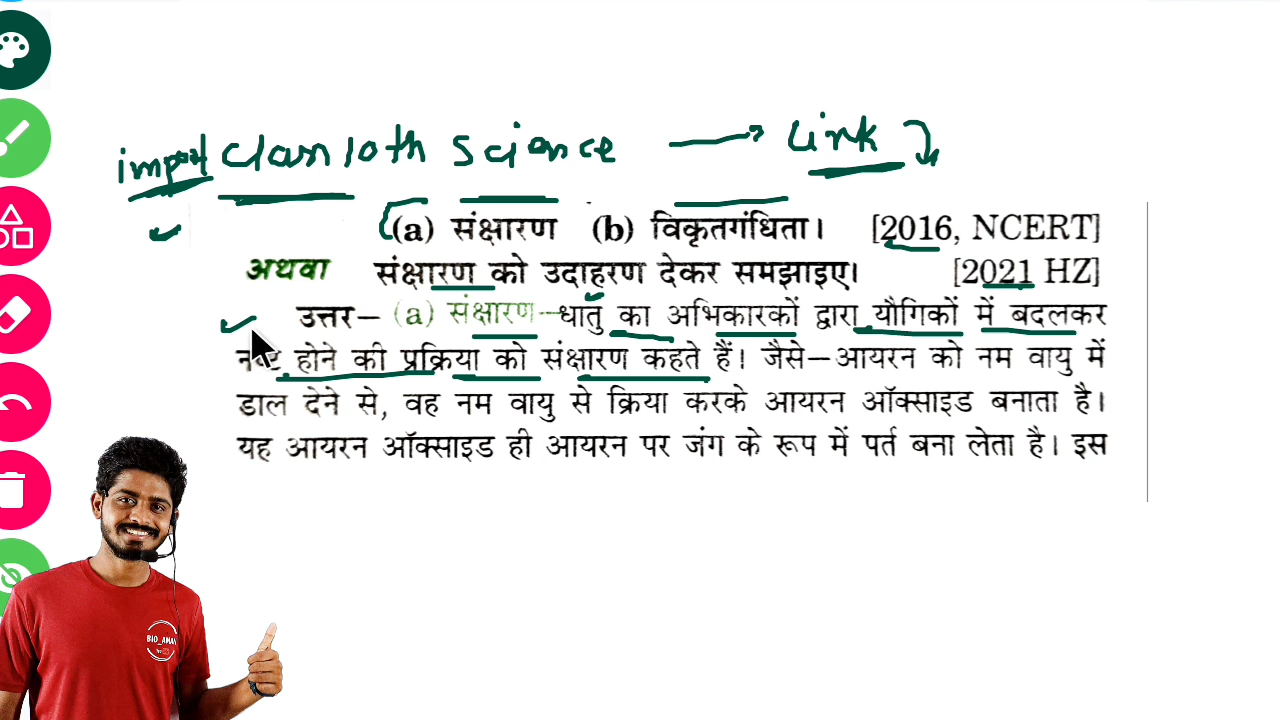 import Class 10th Science → Link
(a) संक्षारण (b) विकृतगंधिता। [2016, NCERT]
अथवा संक्षारण को उदाहरण देकर समझाइए। [2021 HZ]
उत्तर– (a) संक्षारण–धातु का अभिकारकों द्वारा यौगिकों में बदलकर
होने की प्रक्रिया को संक्षारण कहते हैं। जैसे–आयरन को नम वायु में
डाल देने से, वह नम वायु से क्रिया करके आयरन ऑक्साइड बनाता है।
यह आयरन ऑक्साइड ही आयरन पर जंग के रूप में पर्त बना लेता है। इस
BIO_AMAN